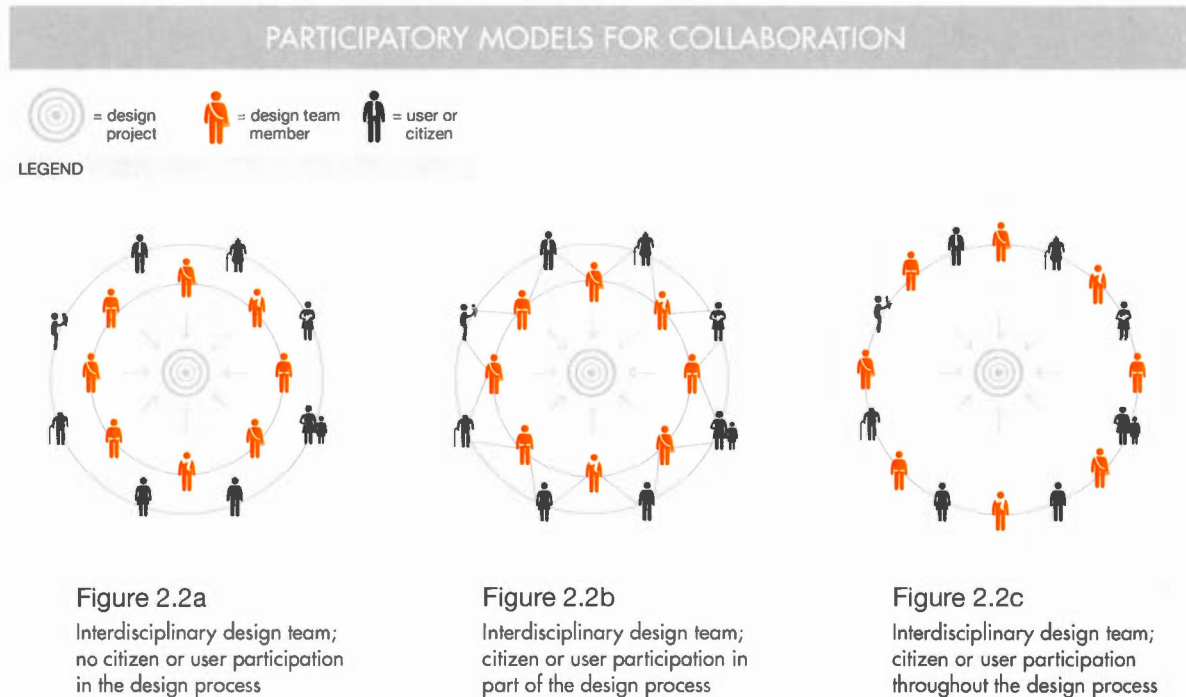 PARTICIPATORY MODELS FOR COLLABORATION
= design
project
= design team
member
= user or
citizen
LEGEND
Figure 2.2a
Interdisciplinary design team;
no citizen or user participation
in the design process
Figure 2.2b
Interdisciplinary design team;
citizen or user participation in
part of the design process
Figure 2.2c
Interdisciplinary design team;
citizen or user participation
throughout the design process